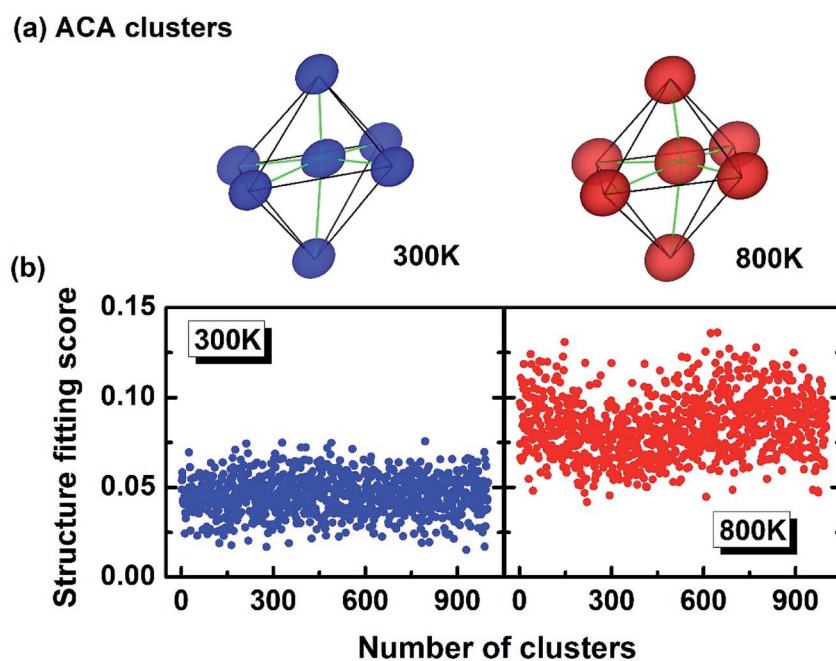 (a) ACA clusters
300K
800K
(b)
Structure fitting score
0.15
0.10
0.05
0.00
300K
800K
0
300
600
900
0
300
600
900
Number of clusters